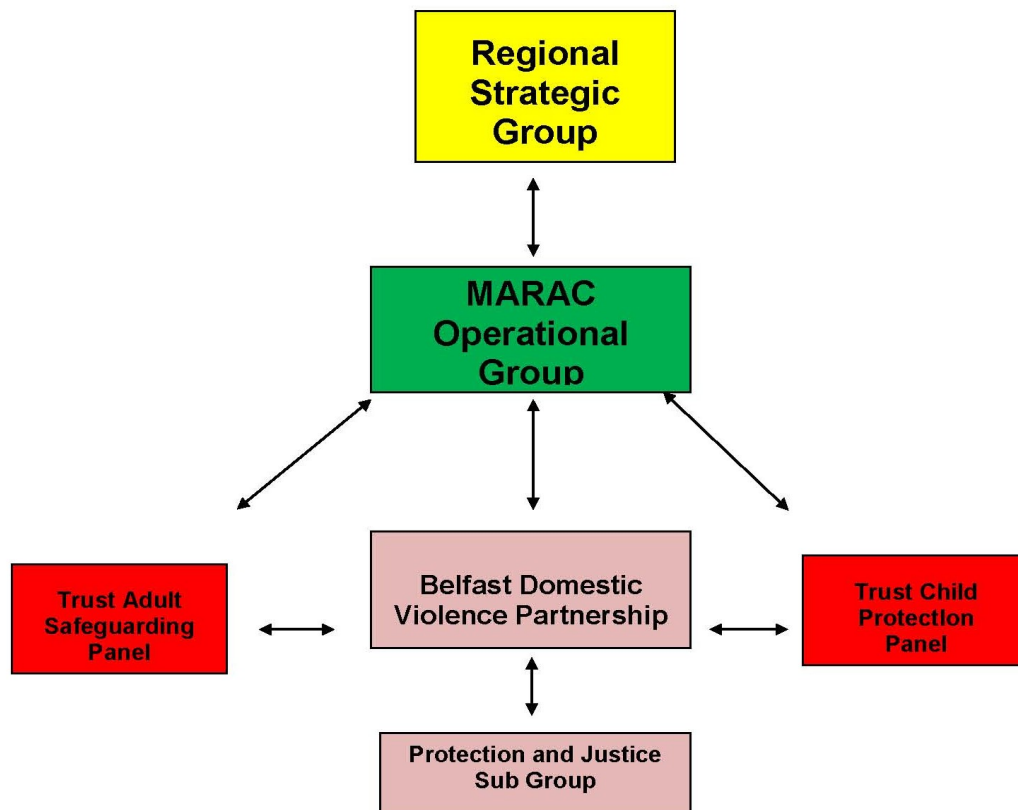 Regional
Strategic
Group
MARAC
Operational
Group
Belfast Domestic
Violence Partnership
Trust Adult
Safeguarding
Panel
Trust Child
Protection
Panel
Protection and Justice
Sub Group